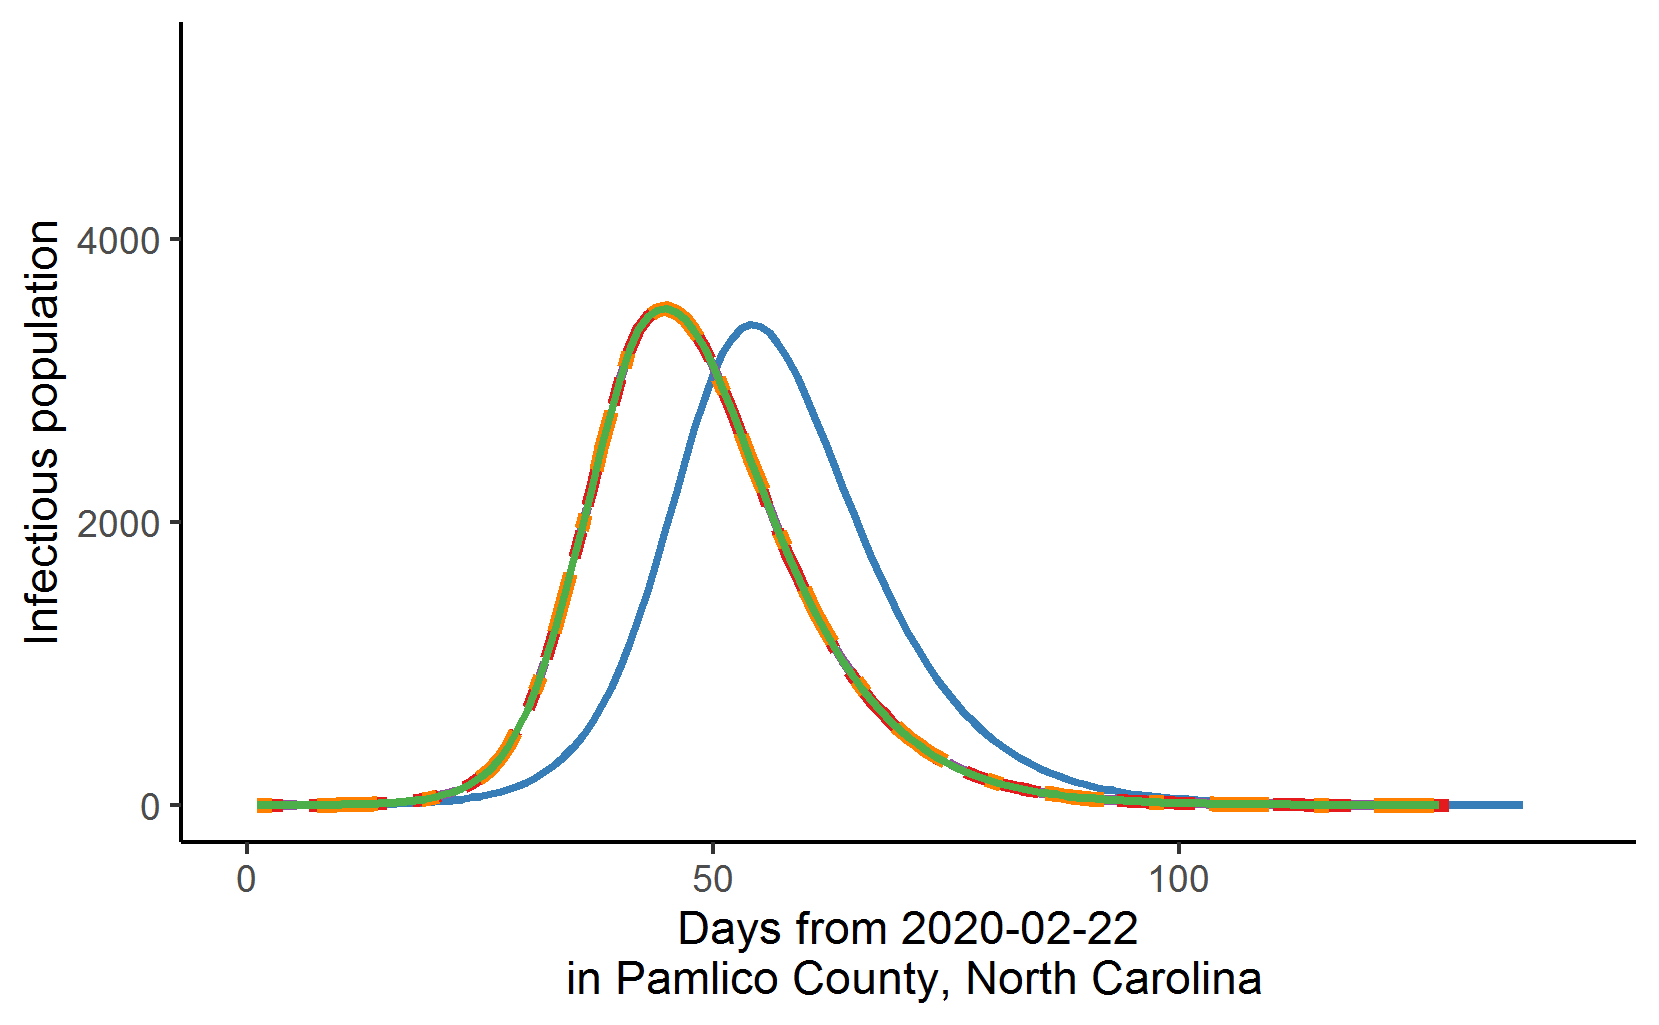 Infectious population
4000
2000
0
0
50
100
Days from 2020-02-22
in Pamlico County, North Carolina